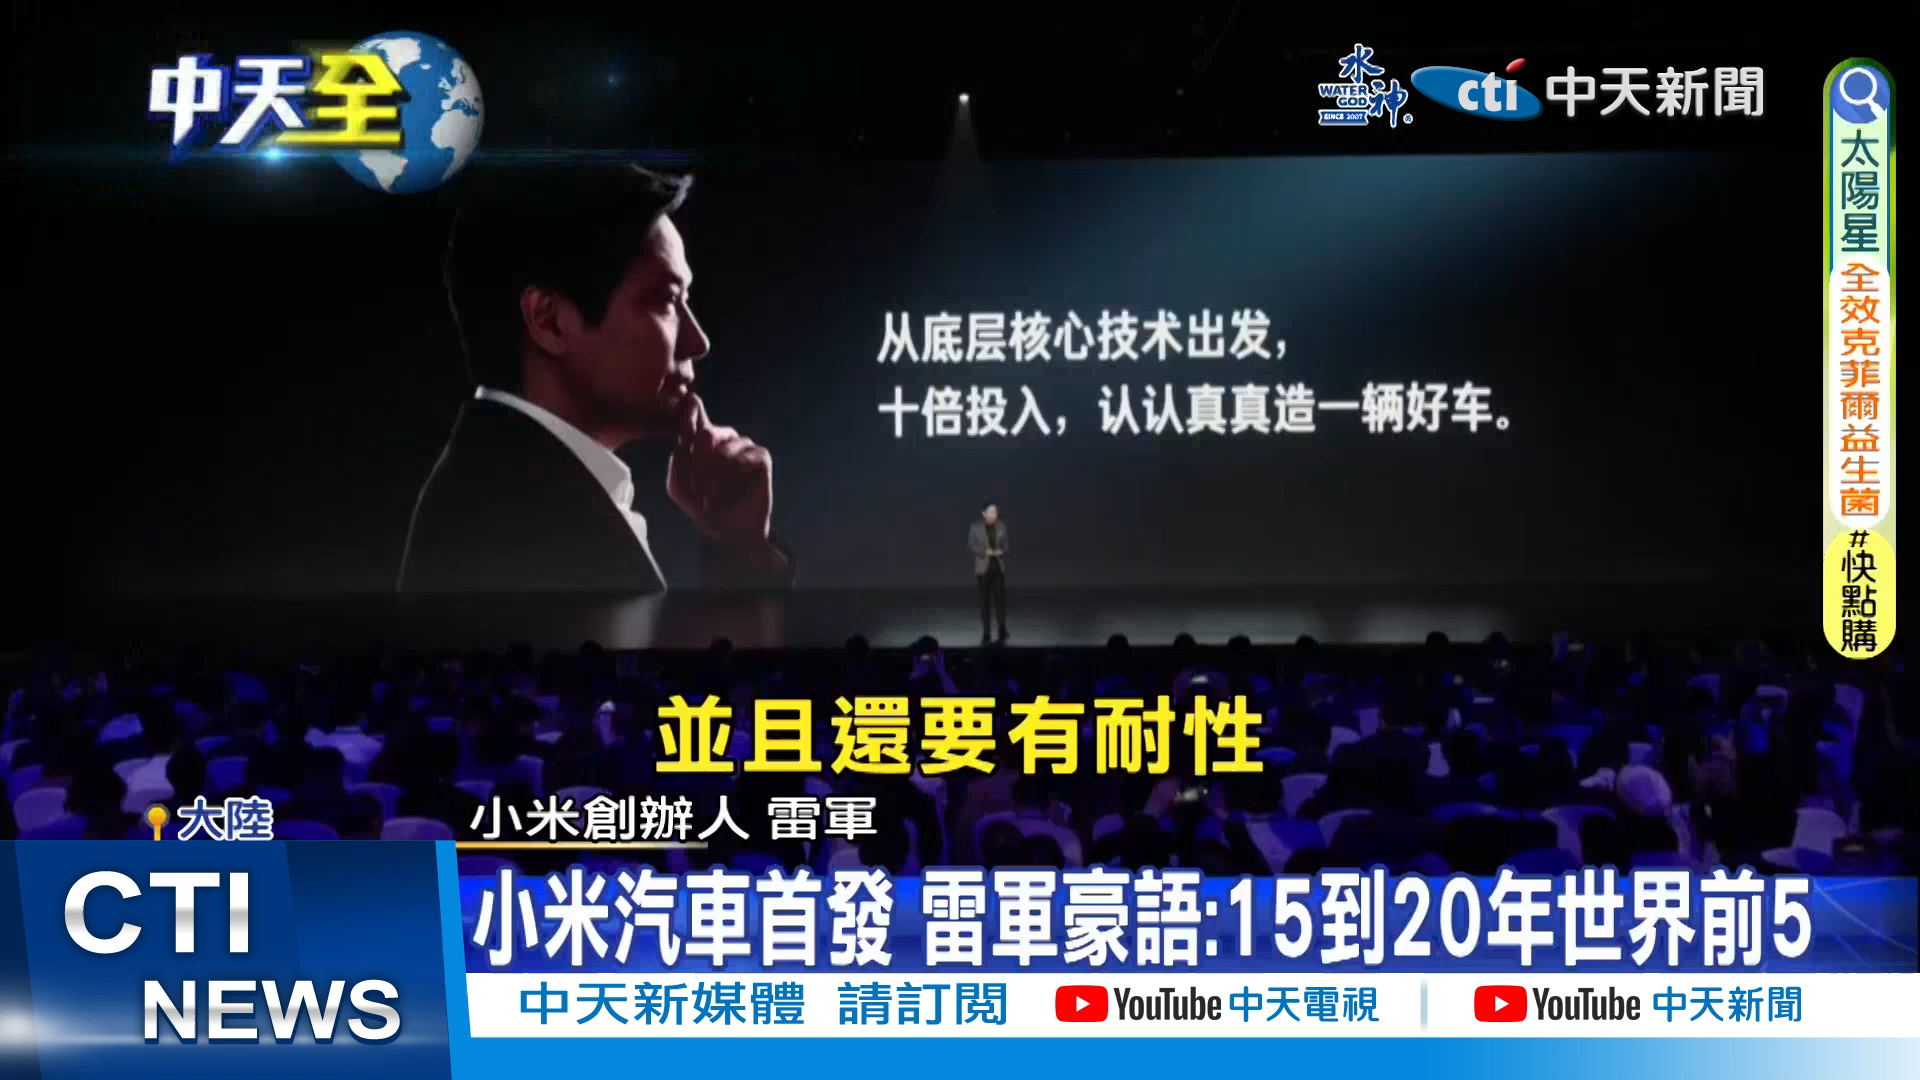 中天全
水神
WATER GOD
SINCE 2007
cti 中天新聞
太陽星
全效克菲爾益生菌
#快點購
从底层核心技术出发，
十倍投入，认认真真造一辆好车。
並且還要有耐性
大陸
小米創辦人 雷軍
CTI NEWS
小米汽車首發 雷軍豪語:15到20年世界前5
中天新媒體 請訂閱 YouTube 中天電視 YouTube 中天新聞